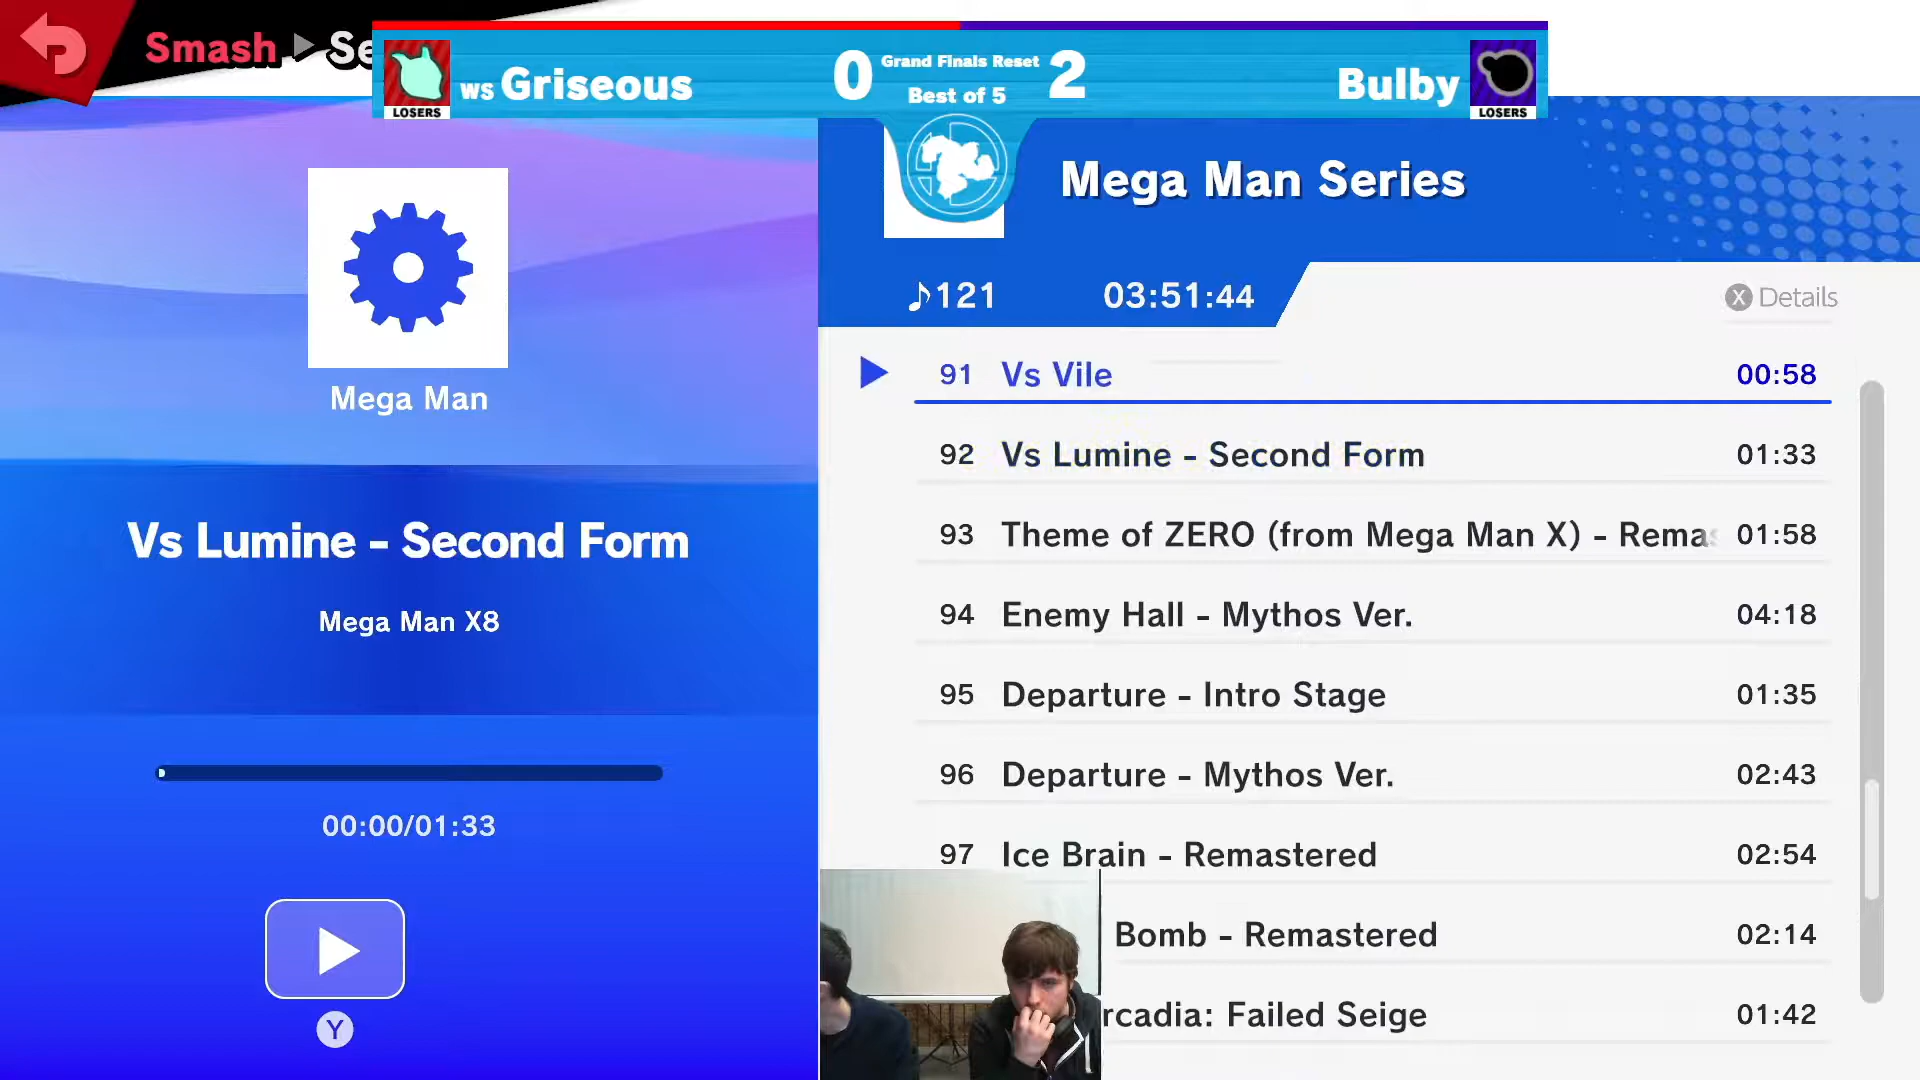 Smash ▶ Se
LOSERS
ws Griseous
0
Grand Finals Reset
Best of 5
2
Bulby
LOSERS
Mega Man
Vs Lumine - Second Form
Mega Man X8
00:00/01:33
Y
Mega Man Series
♪121
03:51:44
X Details
91 Vs Vile 00:58
92 Vs Lumine - Second Form 01:33
93 Theme of ZERO (from Mega Man X) - Remas 01:58
94 Enemy Hall - Mythos Ver. 04:18
95 Departure - Intro Stage 01:35
96 Departure - Mythos Ver. 02:43
97 Ice Brain - Remastered 02:54
Bomb - Remastered 02:14
rcadia: Failed Seige 01:42